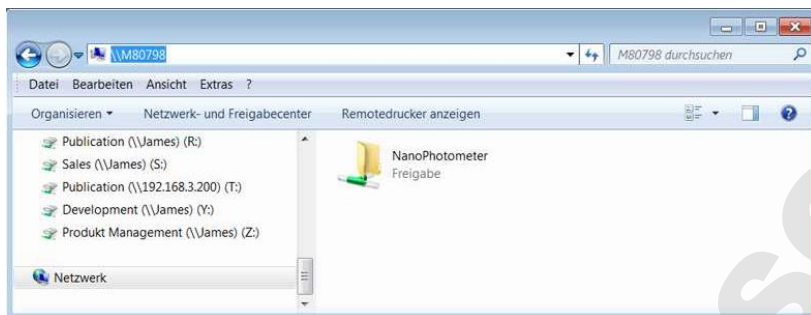 \\M80798
M80798 durchsuchen
Datei Bearbeiten Ansicht Extras ?
Organisieren Netzwerk- und Freigabecenter Remotedrucker anzeigen
Publication (\\James) (R:)
Sales (\\James) (S:)
Publication (\\192.168.3.200) (T:)
Development (\\James) (Y:)
Produkt Management (\\James) (Z:)
Netzwerk
NanoPhotometer
Freigabe